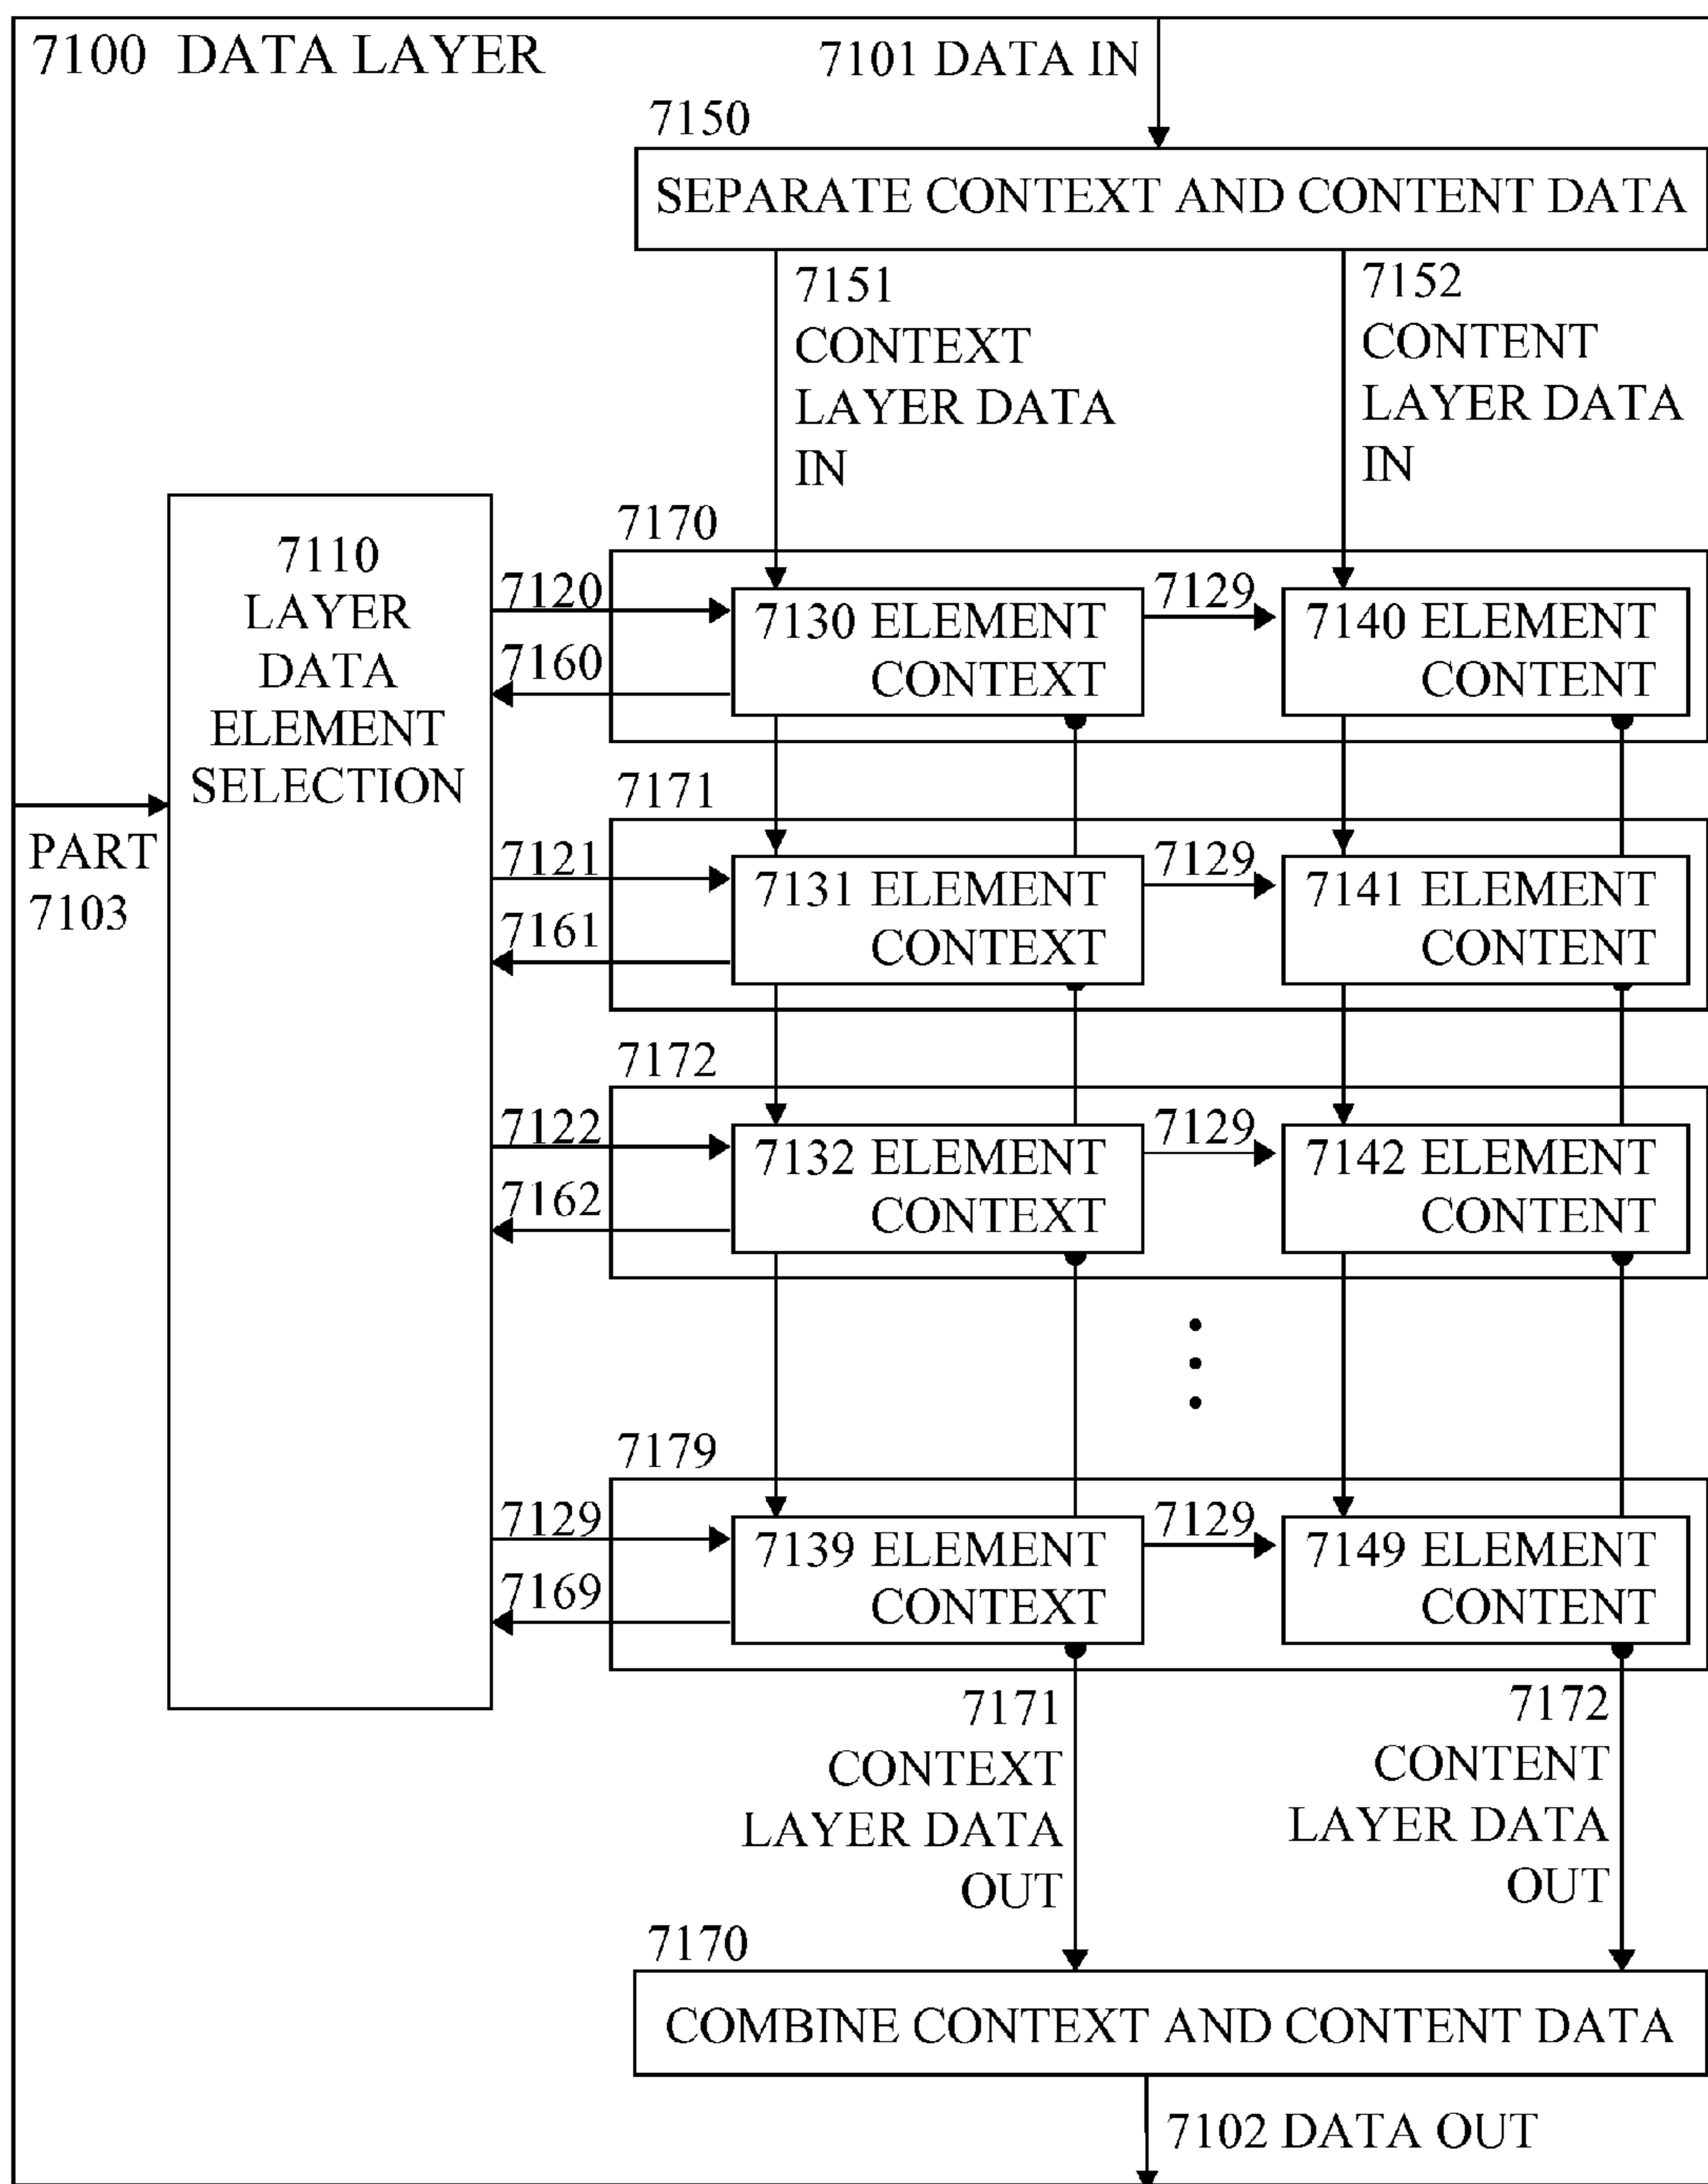 7100 DATA LAYER
7101 DATA IN
7150
SEPARATE CONTEXT AND CONTENT DATA
7151
CONTEXT
LAYER DATA
IN
7152
CONTENT
LAYER DATA
IN
7110
LAYER
DATA
ELEMENT
SELECTION
PART
7103
7170
7120
7160
7130 ELEMENT
CONTEXT
7129
7140 ELEMENT
CONTENT
7171
7121
7161
7131 ELEMENT
CONTEXT
7129
7141 ELEMENT
CONTENT
7172
7122
7162
7132 ELEMENT
CONTEXT
7129
7142 ELEMENT
CONTENT
7179
7129
7169
7139 ELEMENT
CONTEXT
7129
7149 ELEMENT
CONTENT
7171
CONTEXT
LAYER DATA
OUT
7172
CONTENT
LAYER DATA
OUT
7170
COMBINE CONTEXT AND CONTENT DATA
7102 DATA OUT